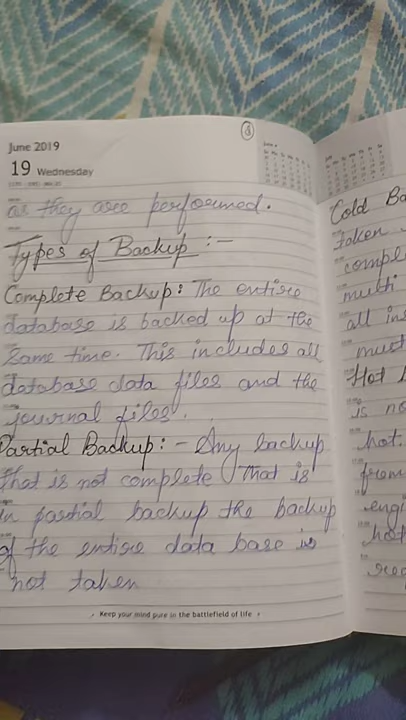 8
June 2019
19 Wednesday
as they are performed.
Types of Backup :-
Complete Backup: The entire
database is backed up at the
same time. This includes all
database data files and the
journal files.
Partial Backup: - Any backup
that is not complete that is
in partial backup the backup
of the entire data base is
not taken
Keep your mind pure in the battlefield of life
Cold Ba
taken
compl
multi
all ins
must
Hot
is no
hot
from
engi
hot